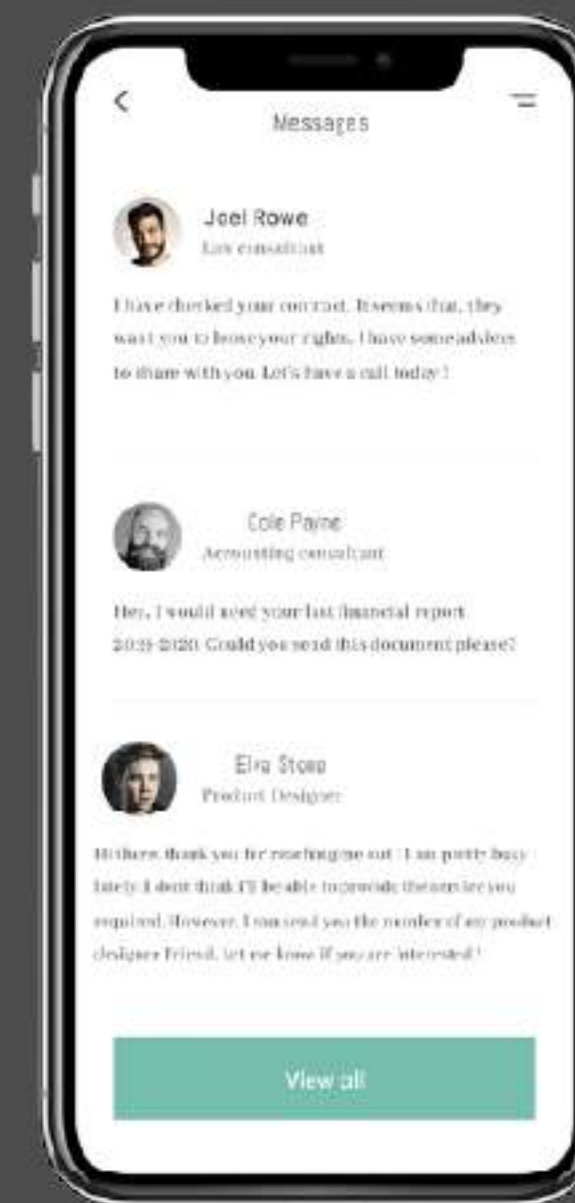 Messages
Joel Rowe
Law consultant
I have checked your contract. It seems that, they
want you to leave your rights. I have some advices
to share with you. Let's have a call today !
Cole Payne
Accounting consultant
Hey, I would need your last financial report
2019-2020. Could you send this document please?
Elva Stone
Product Designer
Hi there, thank you for reaching me out ! I am pretty busy
lately. I dont think I'll be able to provide the service you
required. However, I can send you the number of my product
designer Friend. Let me know if you are interested !
View all